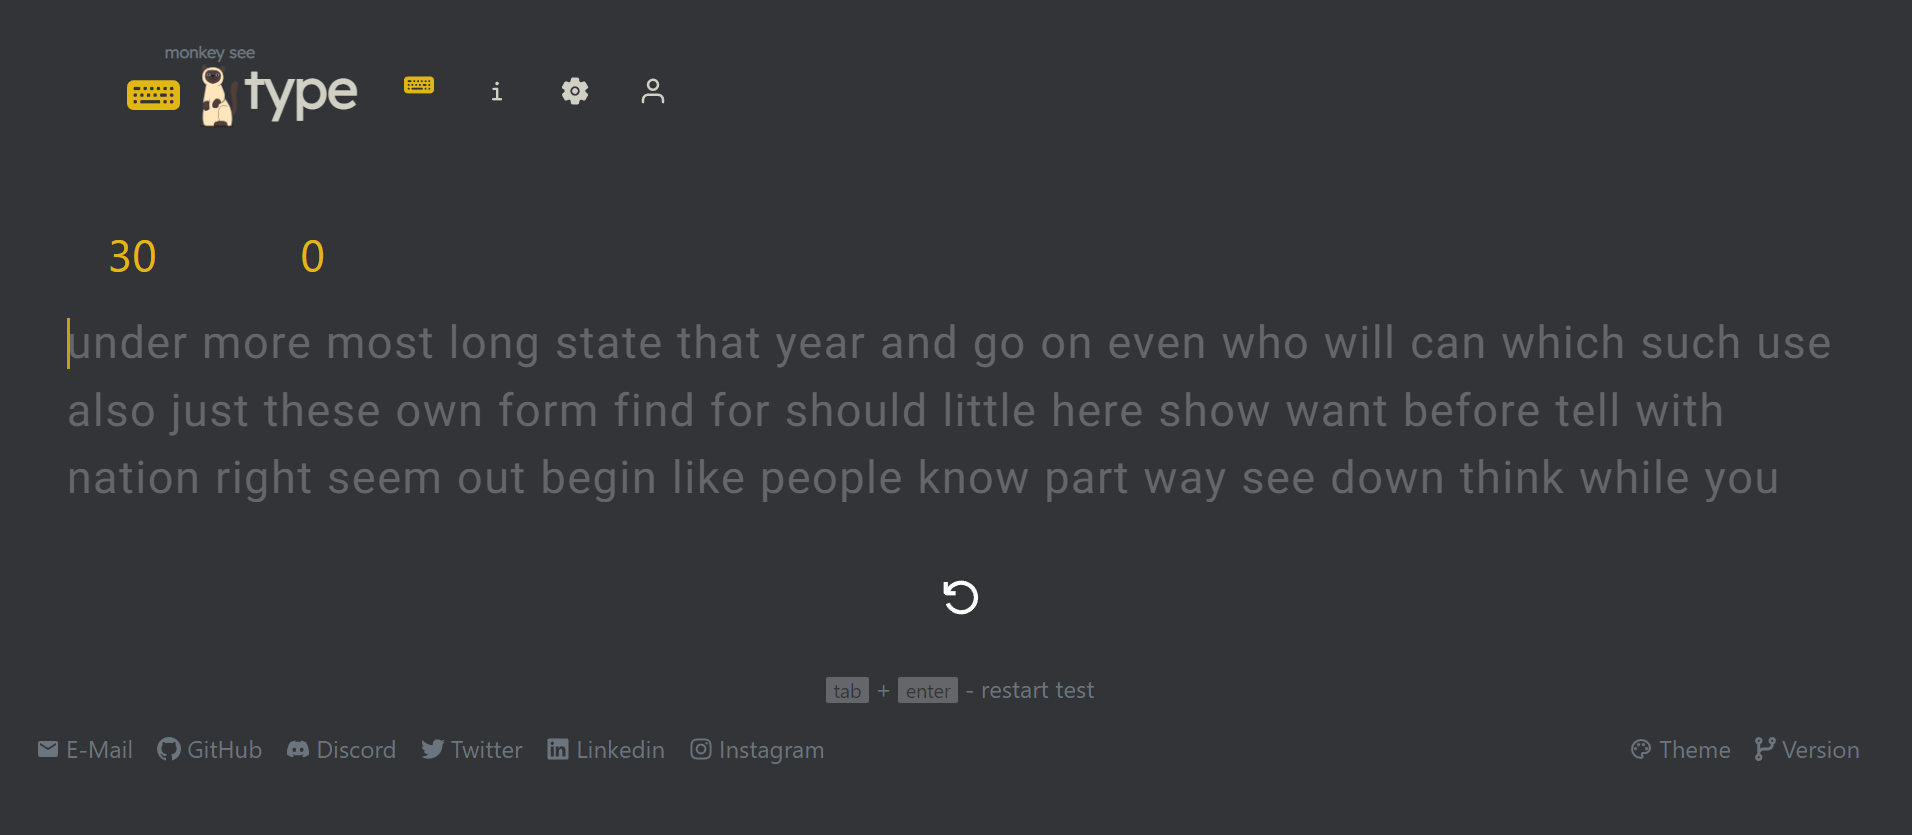 monkey see
type
30 0
under more most long state that year and go on even who will can which such use
also just these own form find for should little here show want before tell with
nation right seem out begin like people know part way see down think while you
tab + enter - restart test
E-Mail GitHub Discord Twitter Linkedin Instagram Theme Version